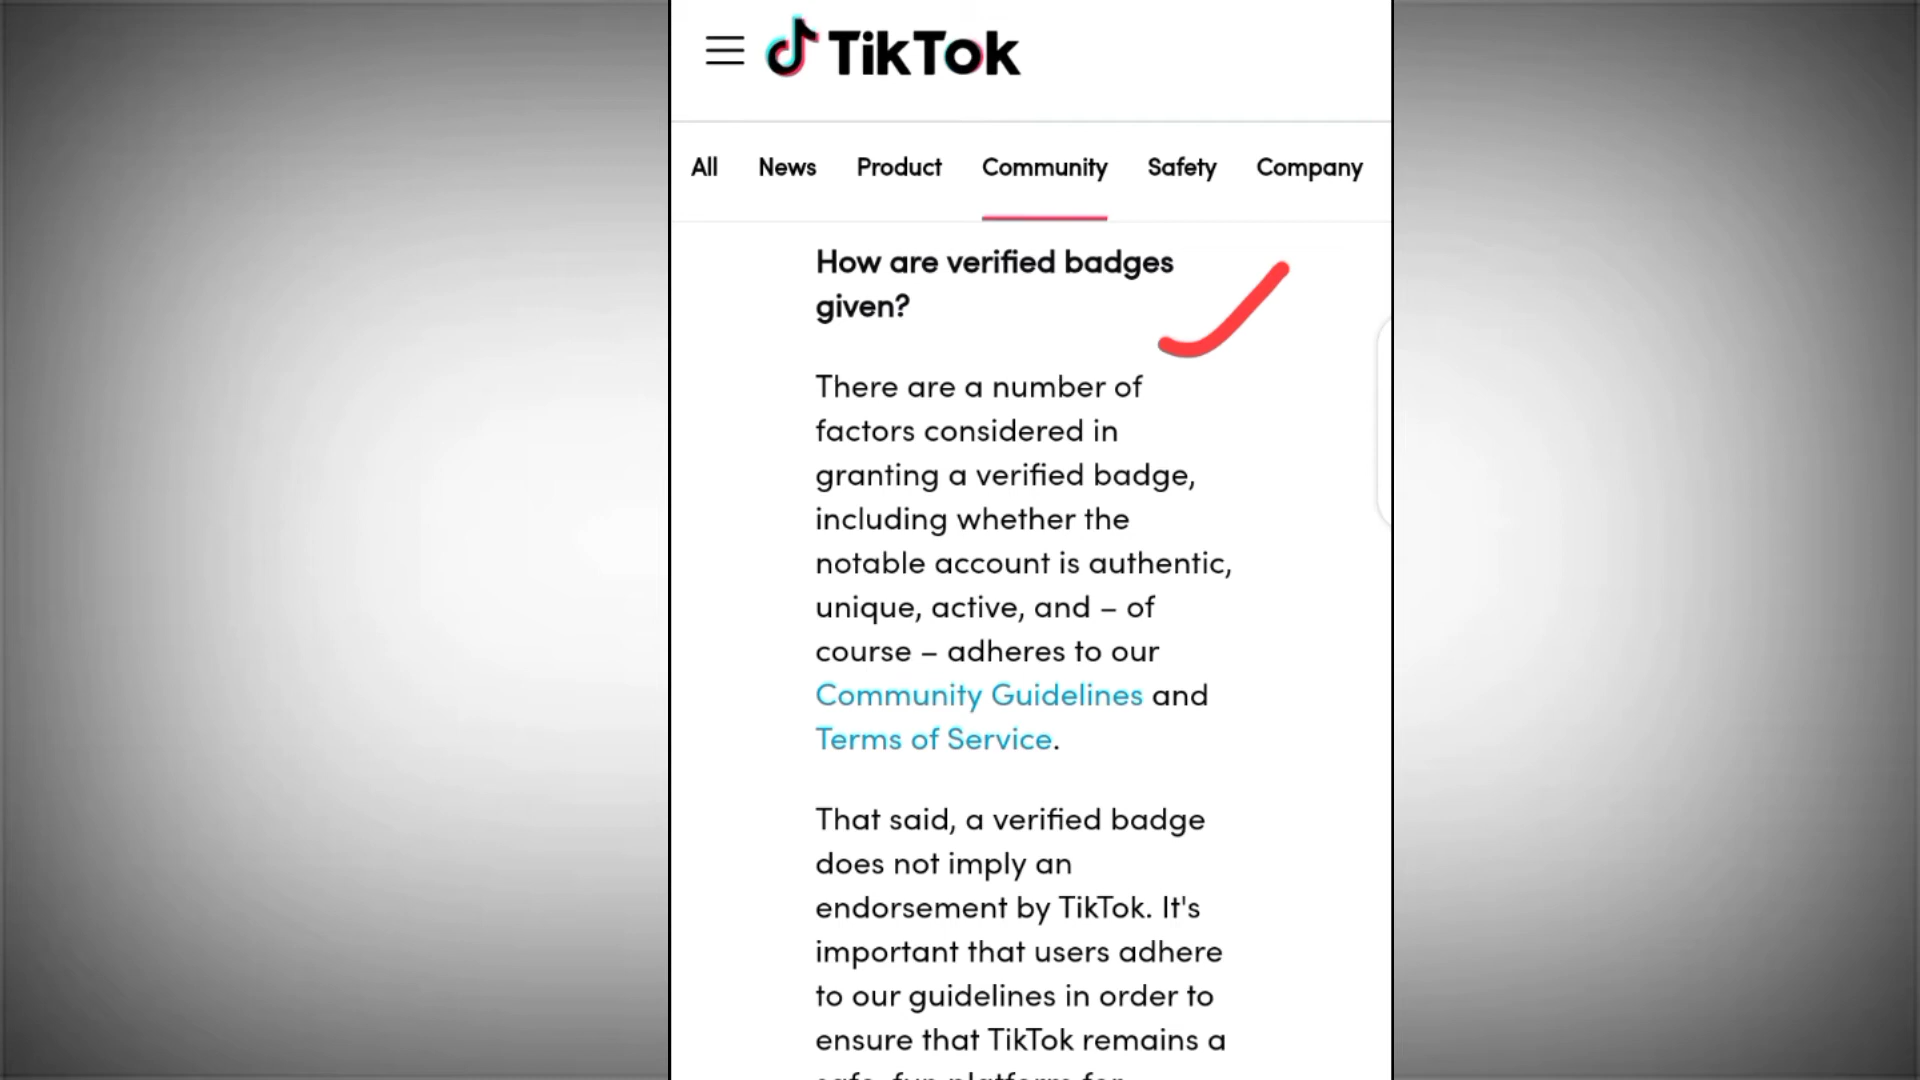 TikTok
All News Product Community Safety Company
How are verified badges
given?
There are a number of
factors considered in
granting a verified badge,
including whether the
notable account is authentic,
unique, active, and – of
course – adheres to our
Community Guidelines and
Terms of Service.
That said, a verified badge
does not imply an
endorsement by TikTok. It's
important that users adhere
to our guidelines in order to
ensure that TikTok remains a